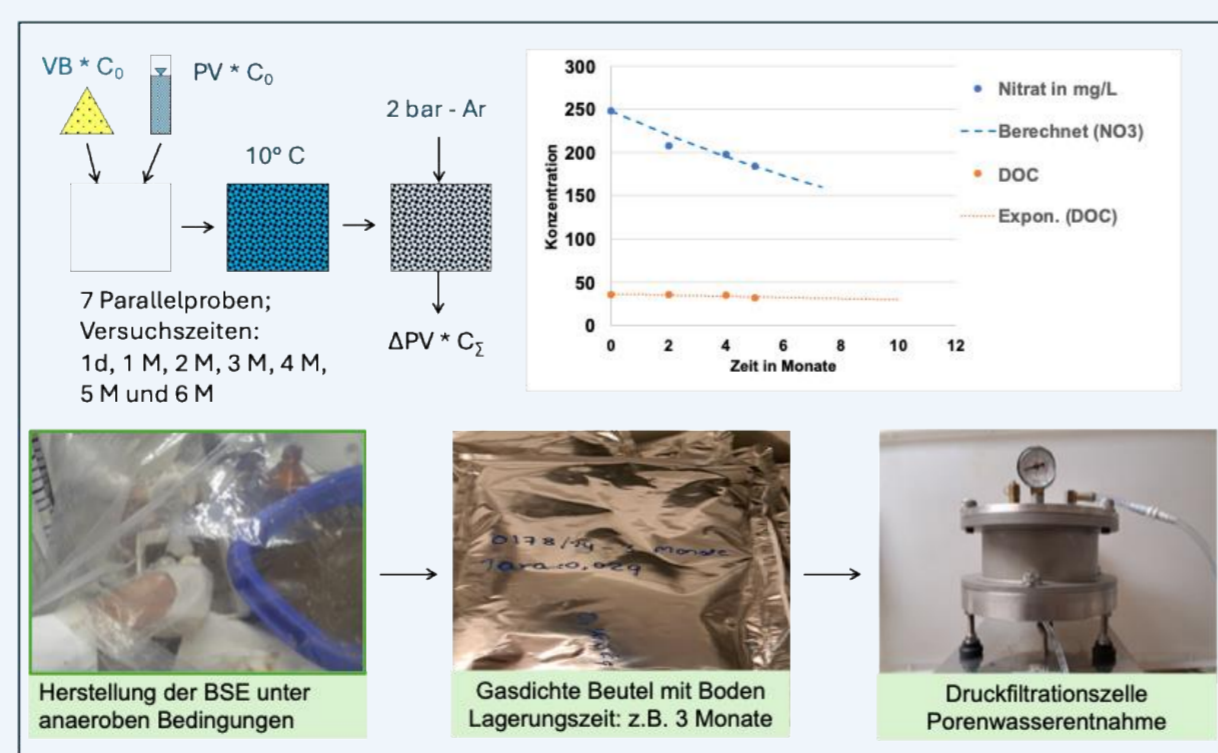 VB * C₀
PV * C₀
2 bar - Ar
10° C
7 Parallelproben;
Versuchszeiten:
1d, 1 M, 2 M, 3 M, 4 M,
5 M und 6 M
ΔPV * C_Σ
300
250
200
150
100
50
0
Konzentration
0 2 4 6 8 10 12
Zeit in Monate
Nitrat in mg/L
Berechnet (NO3)
DOC
Expon. (DOC)
Herstellung der BSE unter
anaeroben Bedingungen
Monate
Tara: 0,029
Gasdichte Beutel mit Boden
Lagerungszeit: z.B. 3 Monate
Druckfiltrationszelle
Porenwasserentnahme